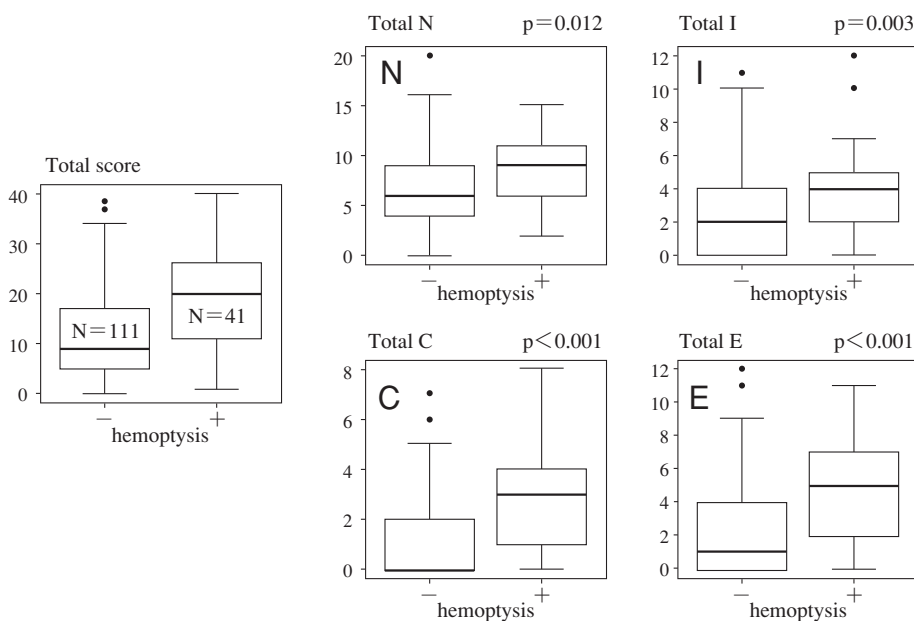 Total score
40
30
20
10
0
N=111
N=41
− +
hemoptysis
Total N p=0.012
N
20
15
10
5
0
− +
hemoptysis
Total I p=0.003
I
12
10
8
6
4
2
0
− +
hemoptysis
Total C p<0.001
C
8
6
4
2
0
− +
hemoptysis
Total E p<0.001
E
12
10
8
6
4
2
0
− +
hemoptysis